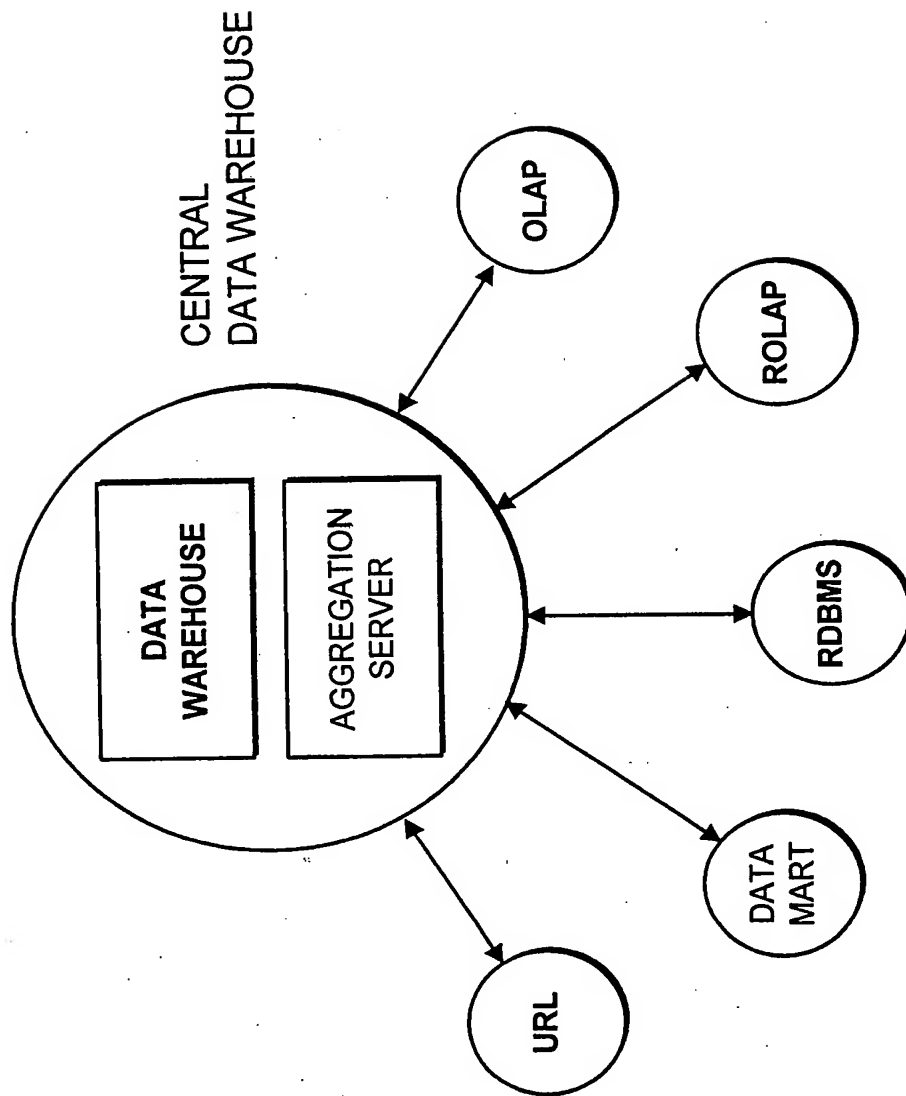 CENTRAL
DATA WAREHOUSE
DATA
WAREHOUSE
AGGREGATION
SERVER
URL
DATA
MART
RDBMS
ROLAP
OLAP